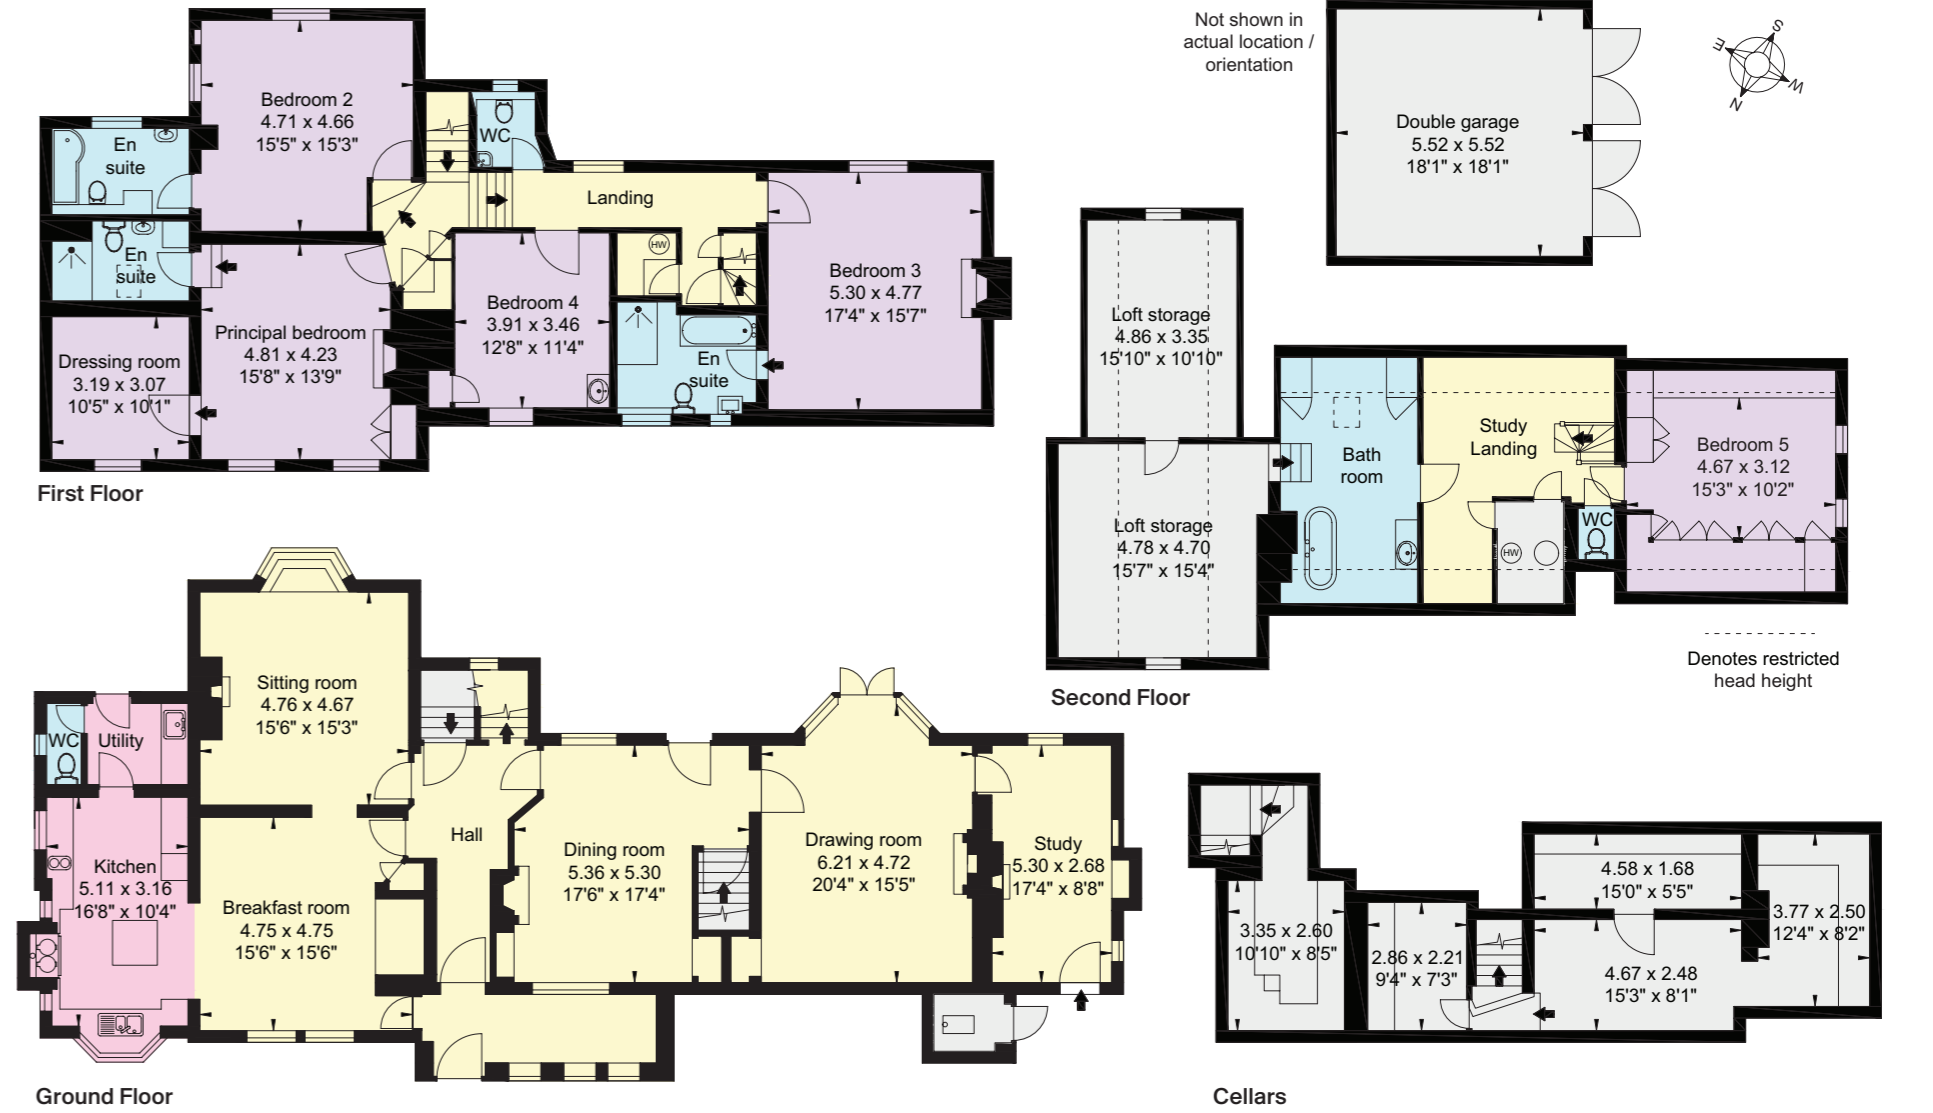 Bedroom 2
4.71 x 4.66
15'5" x 15'3"
En
suite
WC
Landing
En
suite
HW
Principal bedroom
4.81 x 4.23
15'8" x 13'9"
Dressing room
3.19 x 3.07
10'5" x 10'1"
Bedroom 4
3.91 x 3.46
12'8" x 11'4"
En
suite
Bedroom 3
5.30 x 4.77
17'4" x 15'7"
First Floor
Not shown in
actual location /
orientation
Double garage
5.52 x 5.52
18'1" x 18'1"
S
E
W
N
Loft storage
4.86 x 3.35
15'10" x 10'10"
Loft storage
4.78 x 4.70
15'7" x 15'4"
Bath
room
Study
Landing
HW
WC
Bedroom 5
4.67 x 3.12
15'3" x 10'2"
Second Floor
Denotes restricted
head height
Sitting room
4.76 x 4.67
15'6" x 15'3"
WC
Utility
Kitchen
5.11 x 3.16
16'8" x 10'4"
Breakfast room
4.75 x 4.75
15'6" x 15'6"
Hall
Dining room
5.36 x 5.30
17'6" x 17'4"
Drawing room
6.21 x 4.72
20'4" x 15'5"
Study
5.30 x 2.68
17'4" x 8'8"
Ground Floor
3.35 x 2.60
10'10" x 8'5"
2.86 x 2.21
9'4" x 7'3"
4.58 x 1.68
15'0" x 5'5"
4.67 x 2.48
15'3" x 8'1"
3.77 x 2.50
12'4" x 8'2"
Cellars